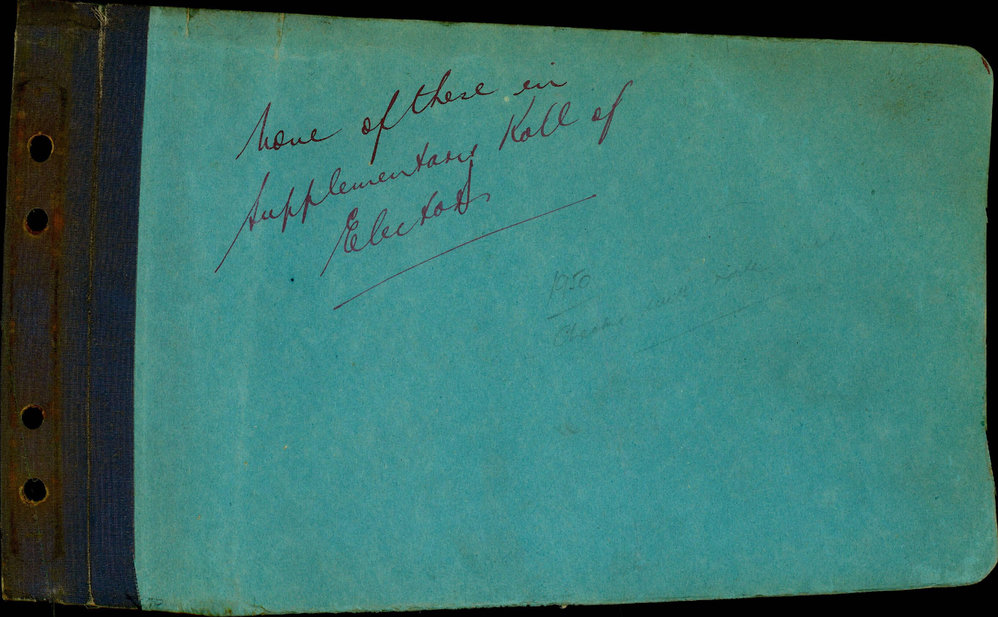 None of these in
Supplementary Roll of
Electors
1950